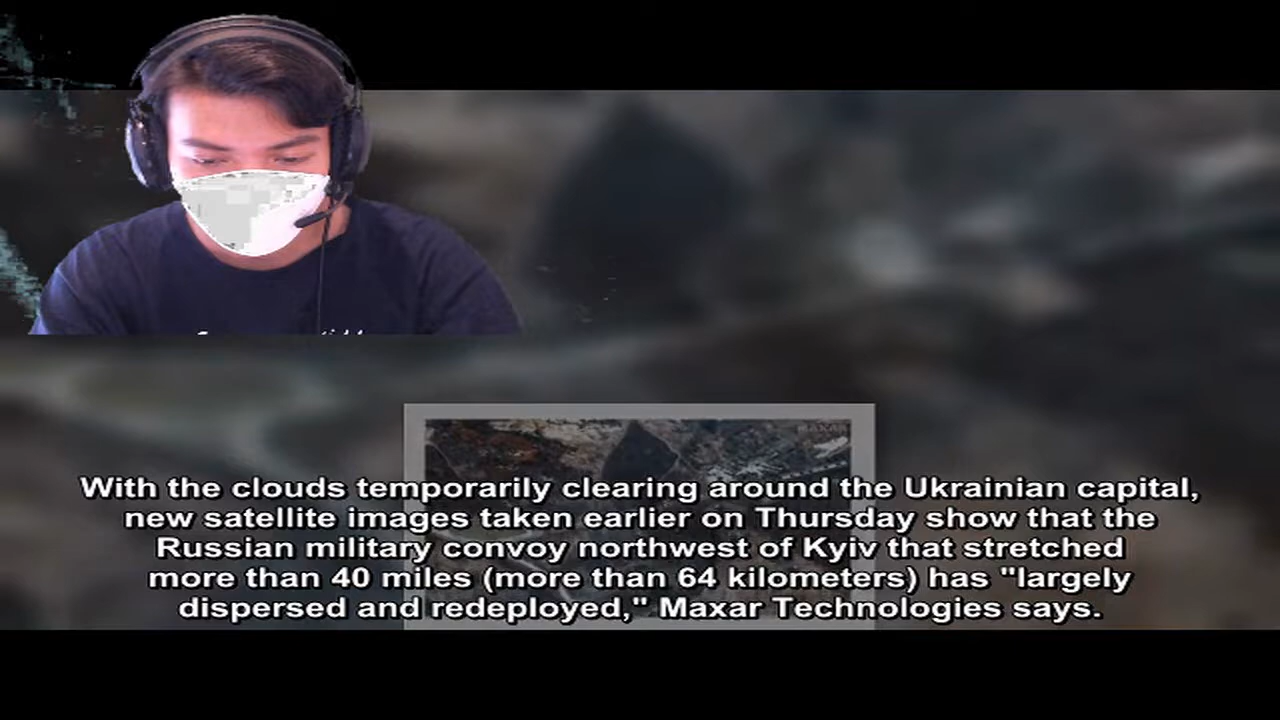 MAXAR
With the clouds temporarily clearing around the Ukrainian capital,
new satellite images taken earlier on Thursday show that the
Russian military convoy northwest of Kyiv that stretched
more than 40 miles (more than 64 kilometers) has "largely
dispersed and redeployed," Maxar Technologies says.